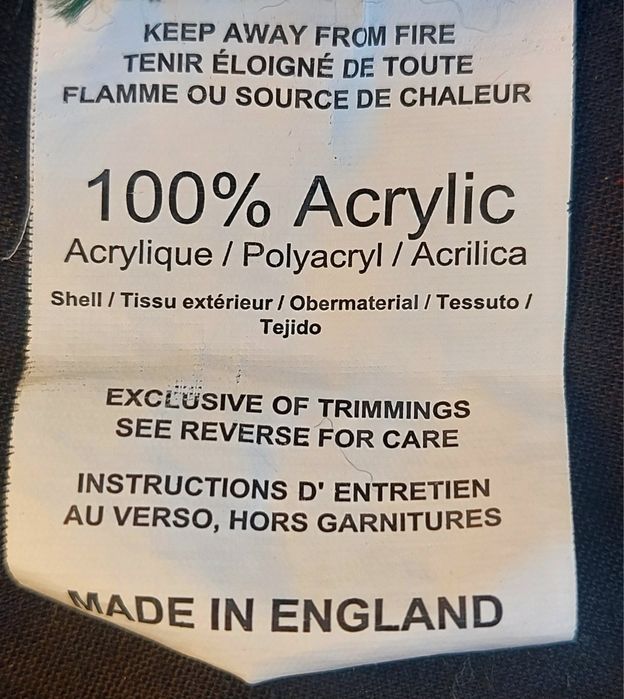 KEEP AWAY FROM FIRE
TENIR ÉLOIGNÉ DE TOUTE
FLAMME OU SOURCE DE CHALEUR
100% Acrylic
Acrylique / Polyacryl / Acrilica
Shell / Tissu extérieur / Obermaterial / Tessuto /
Tejido
EXCLUSIVE OF TRIMMINGS
SEE REVERSE FOR CARE
INSTRUCTIONS D' ENTRETIEN
AU VERSO, HORS GARNITURES
MADE IN ENGLAND